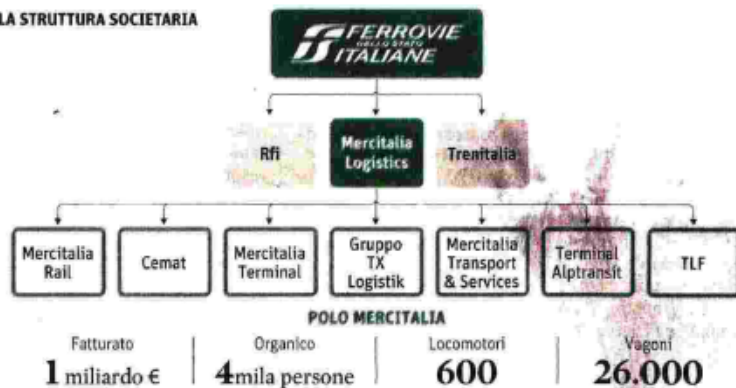 LA STRUTTURA SOCIETARIA
FERROVIE
DELLO STATO
ITALIANE
Rfi
Mercitalia
Logistics
Trenitalia
Mercitalia
Rail
Cemat
Mercitalia
Terminal
Gruppo
TX
Logistik
Mercitalia
Transport
& Services
Terminal
Alptransit
TLF
POLO MERCITALIA
Fatturato
1 miliardo €
Organico
4mila persone
Locomotori
600
Vagoni
26.000